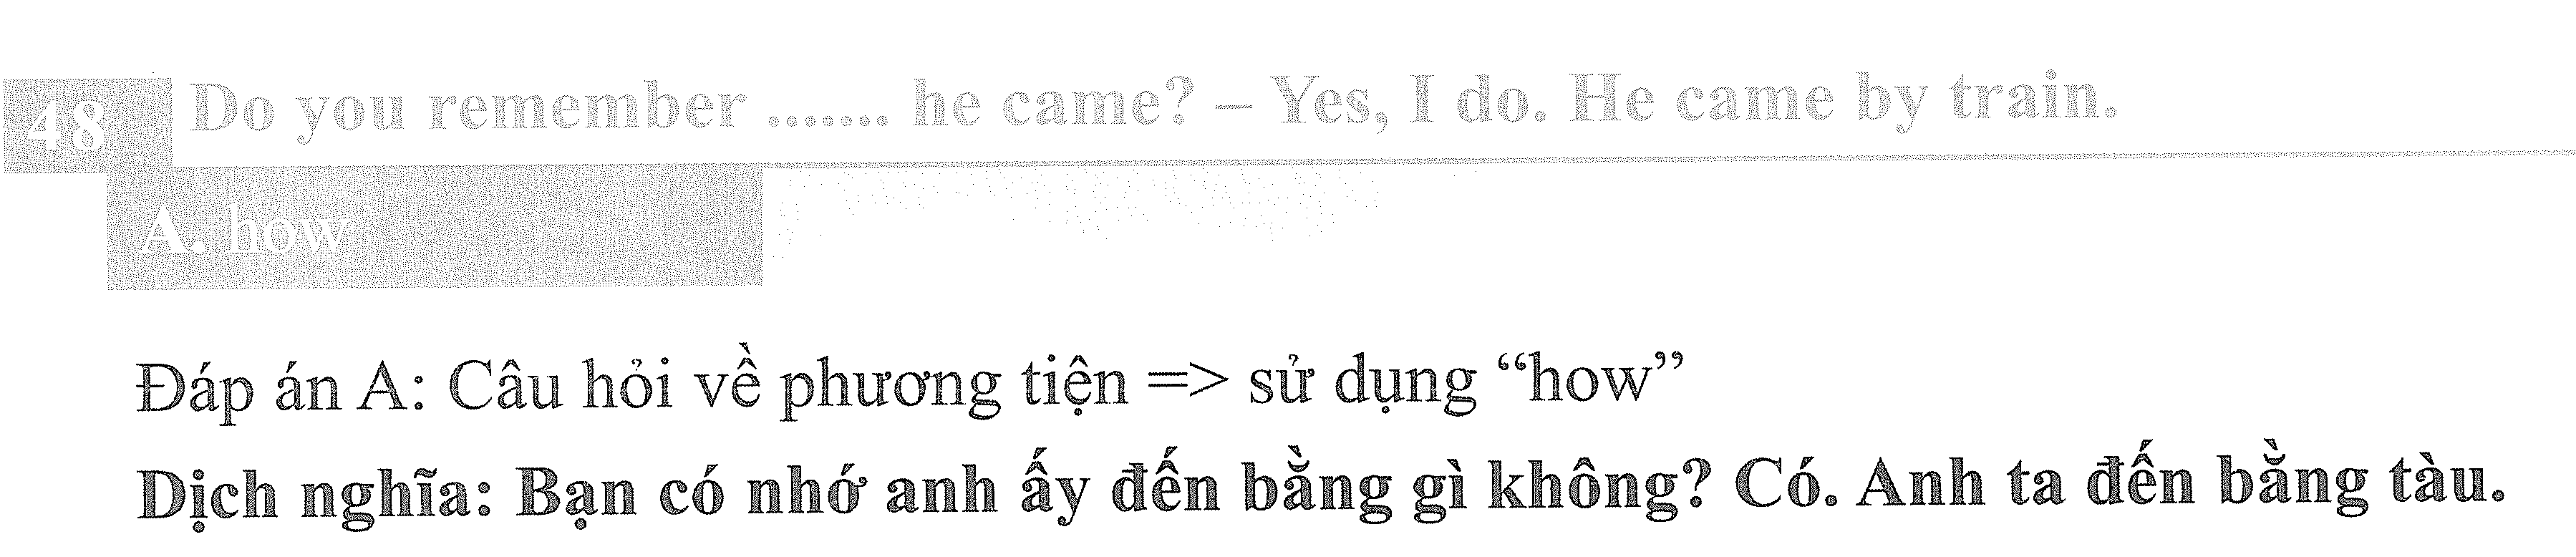 48 Do you remember ....... he came? – Yes, I do. He came by train.
A. how
Đáp án A: Câu hỏi về phương tiện => sử dụng “how”
Dịch nghĩa: Bạn có nhớ anh ấy đến bằng gì không? Có. Anh ta đến bằng tàu.